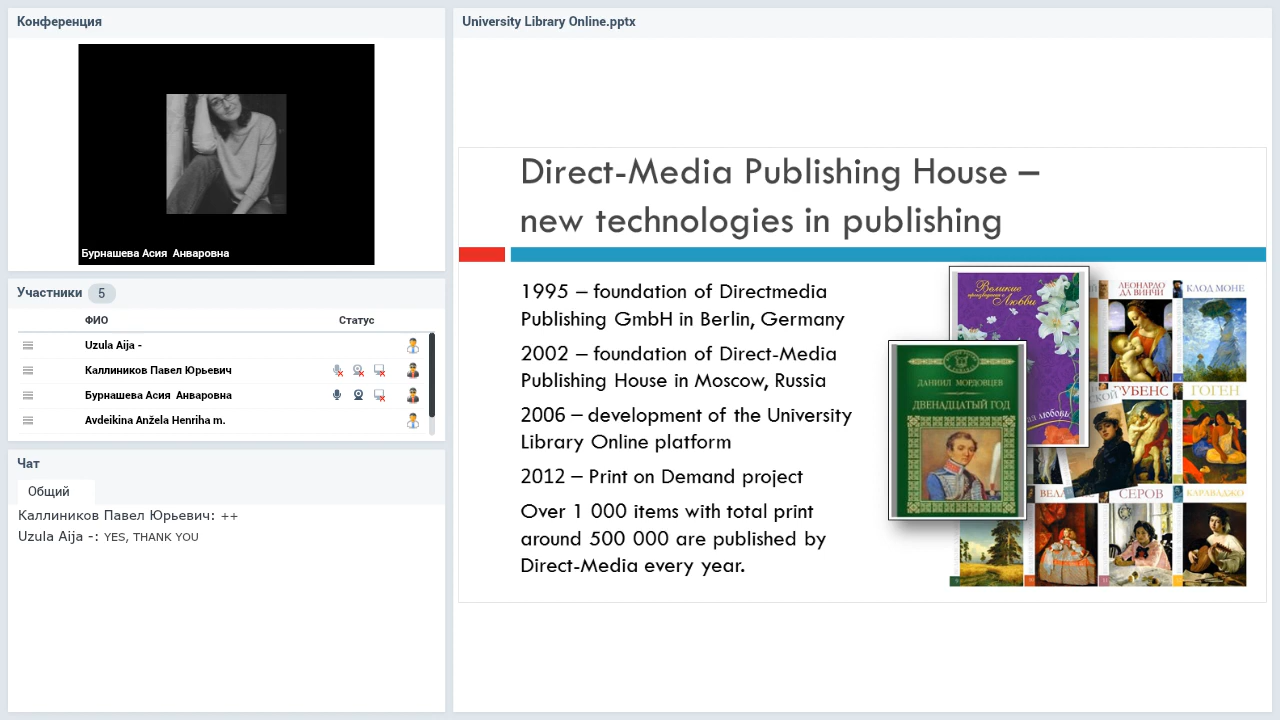 Конференция
Бурнашева Асия Анваровна
Участники 5
ФИО Статус
Uzula Aija -
Каллиников Павел Юрьевич
Бурнашева Асия Анваровна
Avdeikina Anžela Henriha m.
Чат
Общий
Каллиников Павел Юрьевич: ++
Uzula Aija -: YES, THANK YOU
University Library Online.pptx
Direct-Media Publishing House –
new technologies in publishing
1995 – foundation of Directmedia
Publishing GmbH in Berlin, Germany
2002 – foundation of Direct-Media
Publishing House in Moscow, Russia
2006 – development of the University
Library Online platform
2012 – Print on Demand project
Over 1 000 items with total print
around 500 000 are published by
Direct-Media every year.
Великие
Любви
ДАНИИЛ МОРДОВЦЕВ
ДВЕНАДЦАТЫЙ ГОД
ЛЕОНАРДО
ДА ВИНЧИ
КЛОД МОНЕ
РУБЕНС
ГОГЕН
СЕРОВ
КАРАВАДЖО